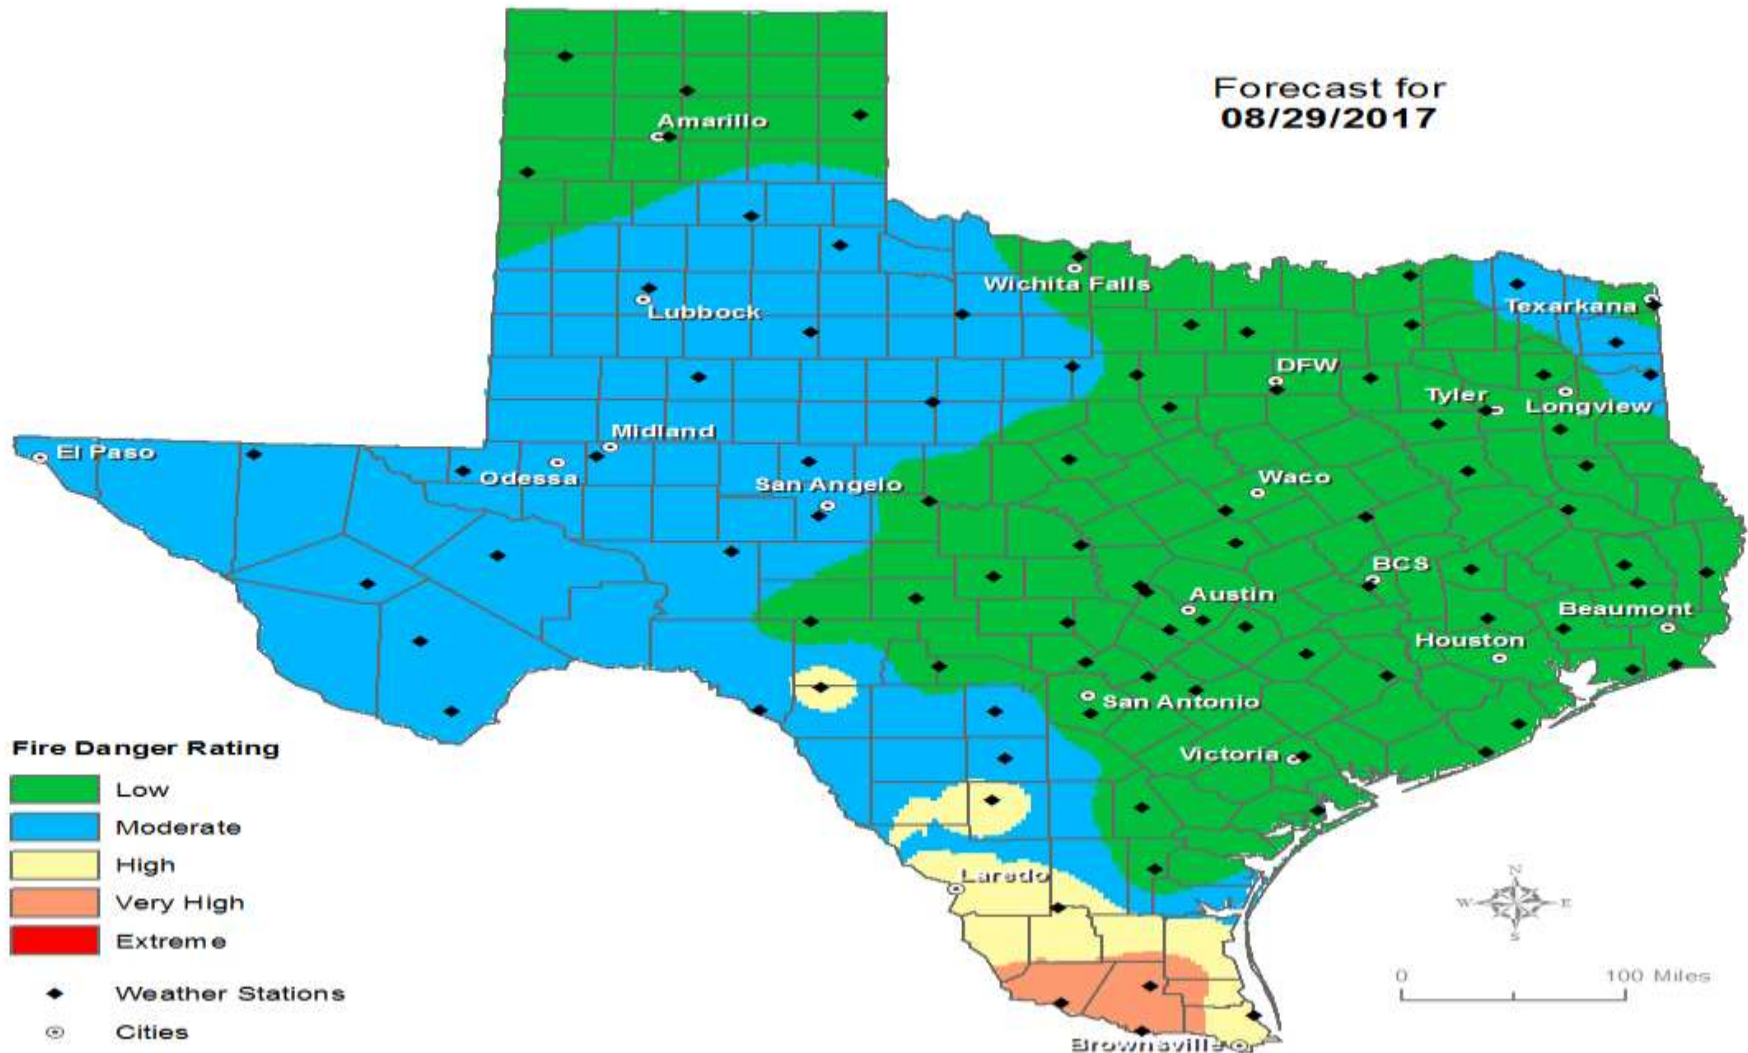 Forecast for
08/29/2017
Amarillo
Wichita Falls
Lubbock
Texarkana
DFW
Tyler
Longview
Midland
El Paso
Odessa
San Angelo
Waco
BCS
Austin
Beaumont
Houston
San Antonio
Victoria
Laredo
Brownsville
Fire Danger Rating
Low
Moderate
High
Very High
Extreme
Weather Stations
Cities
N
W E
S
0 100 Miles